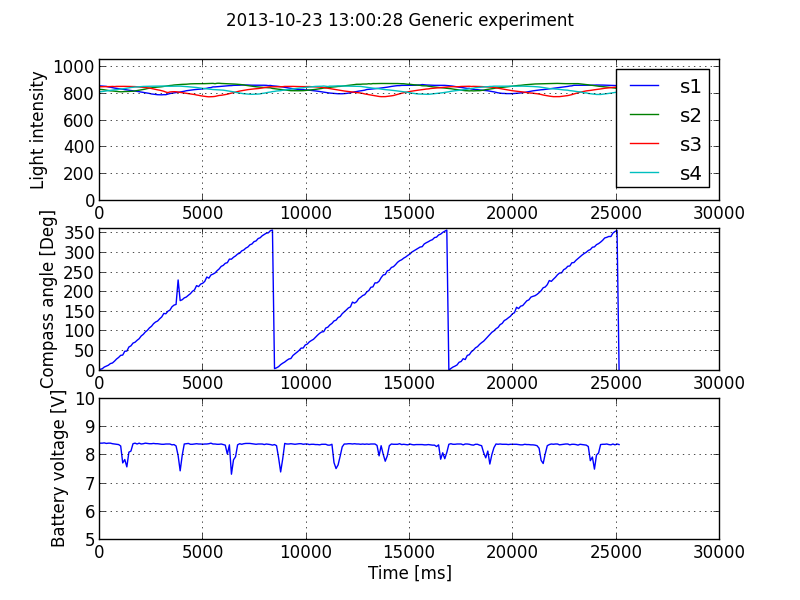 2013-10-23 13:00:28 Generic experiment
1000
800
600
400
200
0
Light intensity
s1
s2
s3
s4
0 5000 10000 15000 20000 25000 30000
350
300
250
200
150
100
50
0
Compass angle [Deg]
0 5000 10000 15000 20000 25000 30000
10
9
8
7
6
5
Battery voltage [V]
0 5000 10000 15000 20000 25000 30000
Time [ms]